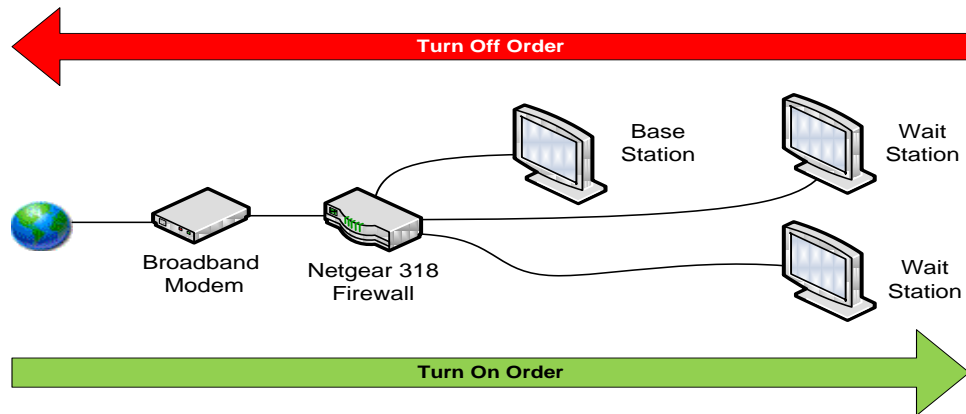 Turn Off Order
Base
Station
Wait
Station
Broadband
Modem
Netgear 318
Firewall
Wait
Station
Turn On Order